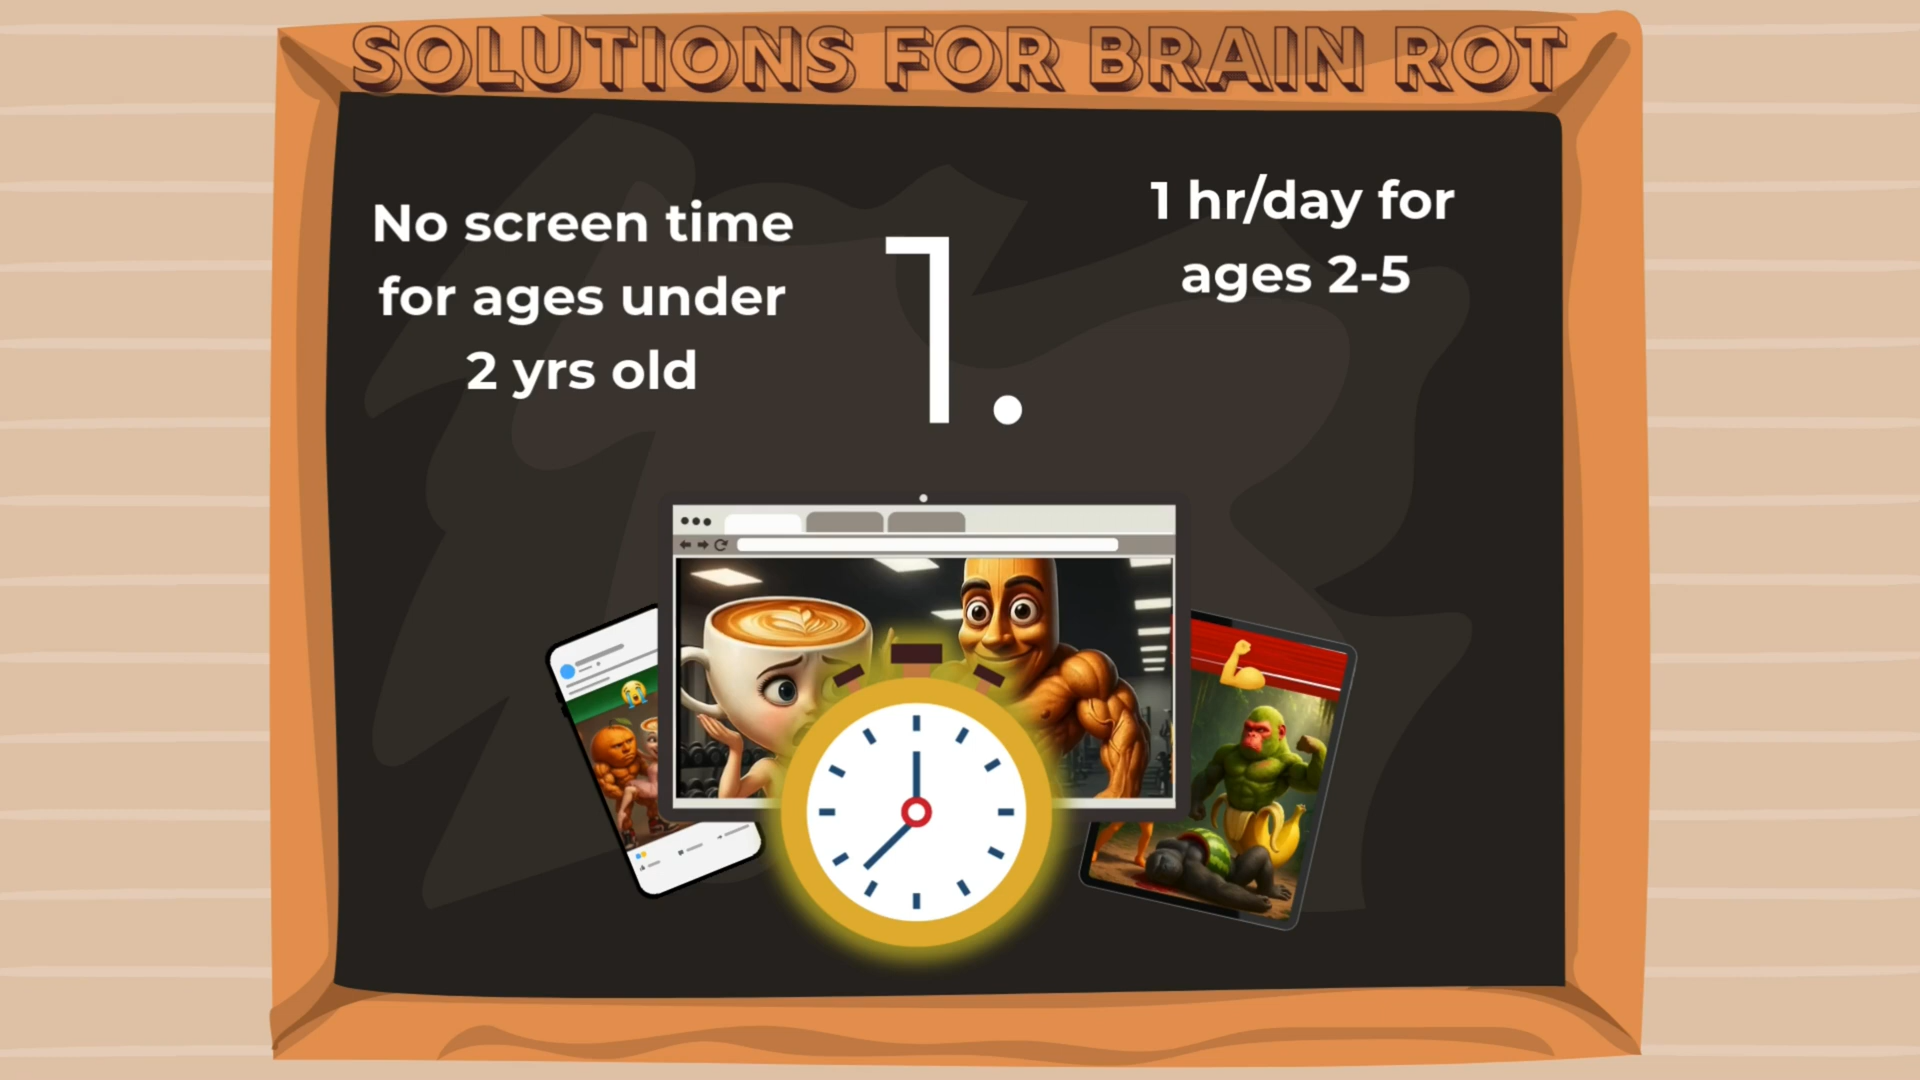 SOLUTIONS FOR BRAIN ROT
No screen time
for ages under
2 yrs old
1.
1 hr/day for
ages 2-5